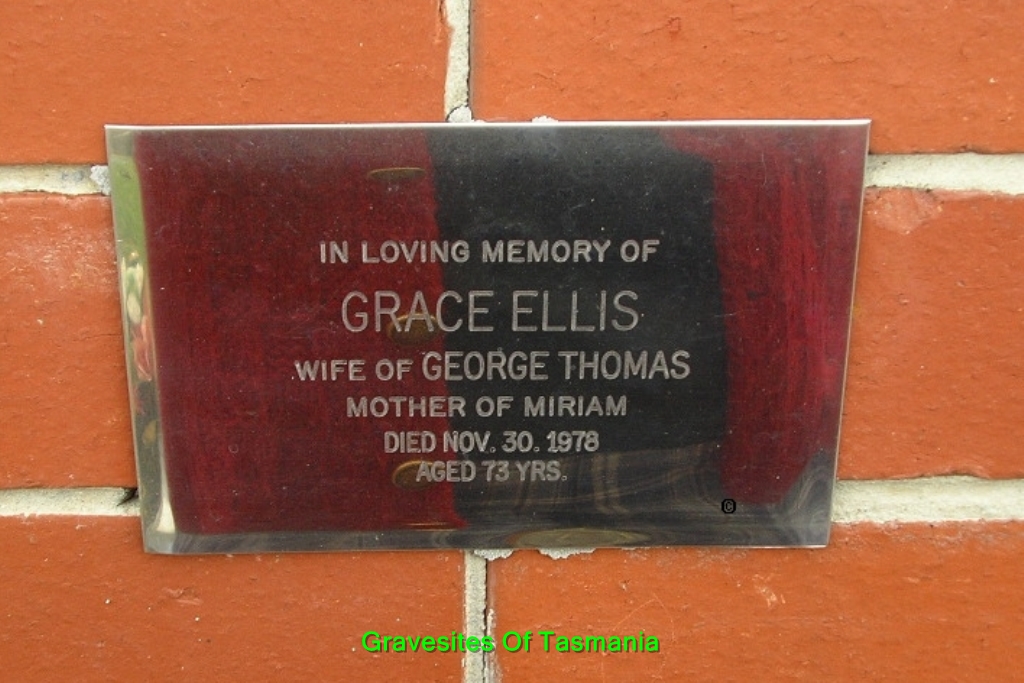 IN LOVING MEMORY OF
GRACE ELLIS
WIFE OF GEORGE THOMAS
MOTHER OF MIRIAM
DIED NOV. 30. 1978
AGED 73 YRS.
©
Gravesites Of Tasmania